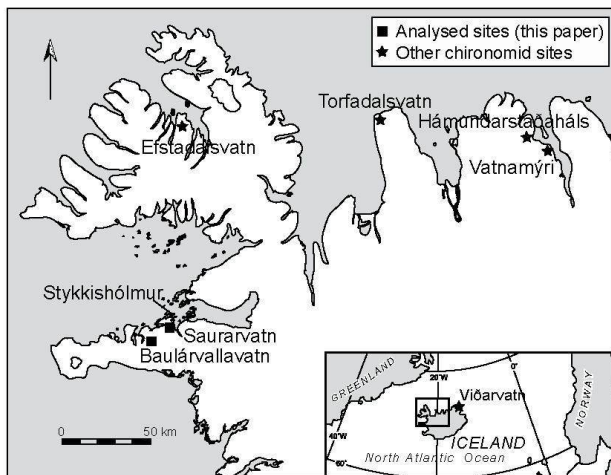 Analysed sites (this paper)
Other chironomid sites
Torfadalsvatn
Hámundarstaðaháls
Efstadalsvatn
Vatnamýri
Stykkishólmur
Saurarvatn
Baulárvallavatn
0 50 km
GREENLAND
20°W
0°
NORWAY
Viðarvatn
ICELAND
40°W
North Atlantic Ocean
60°